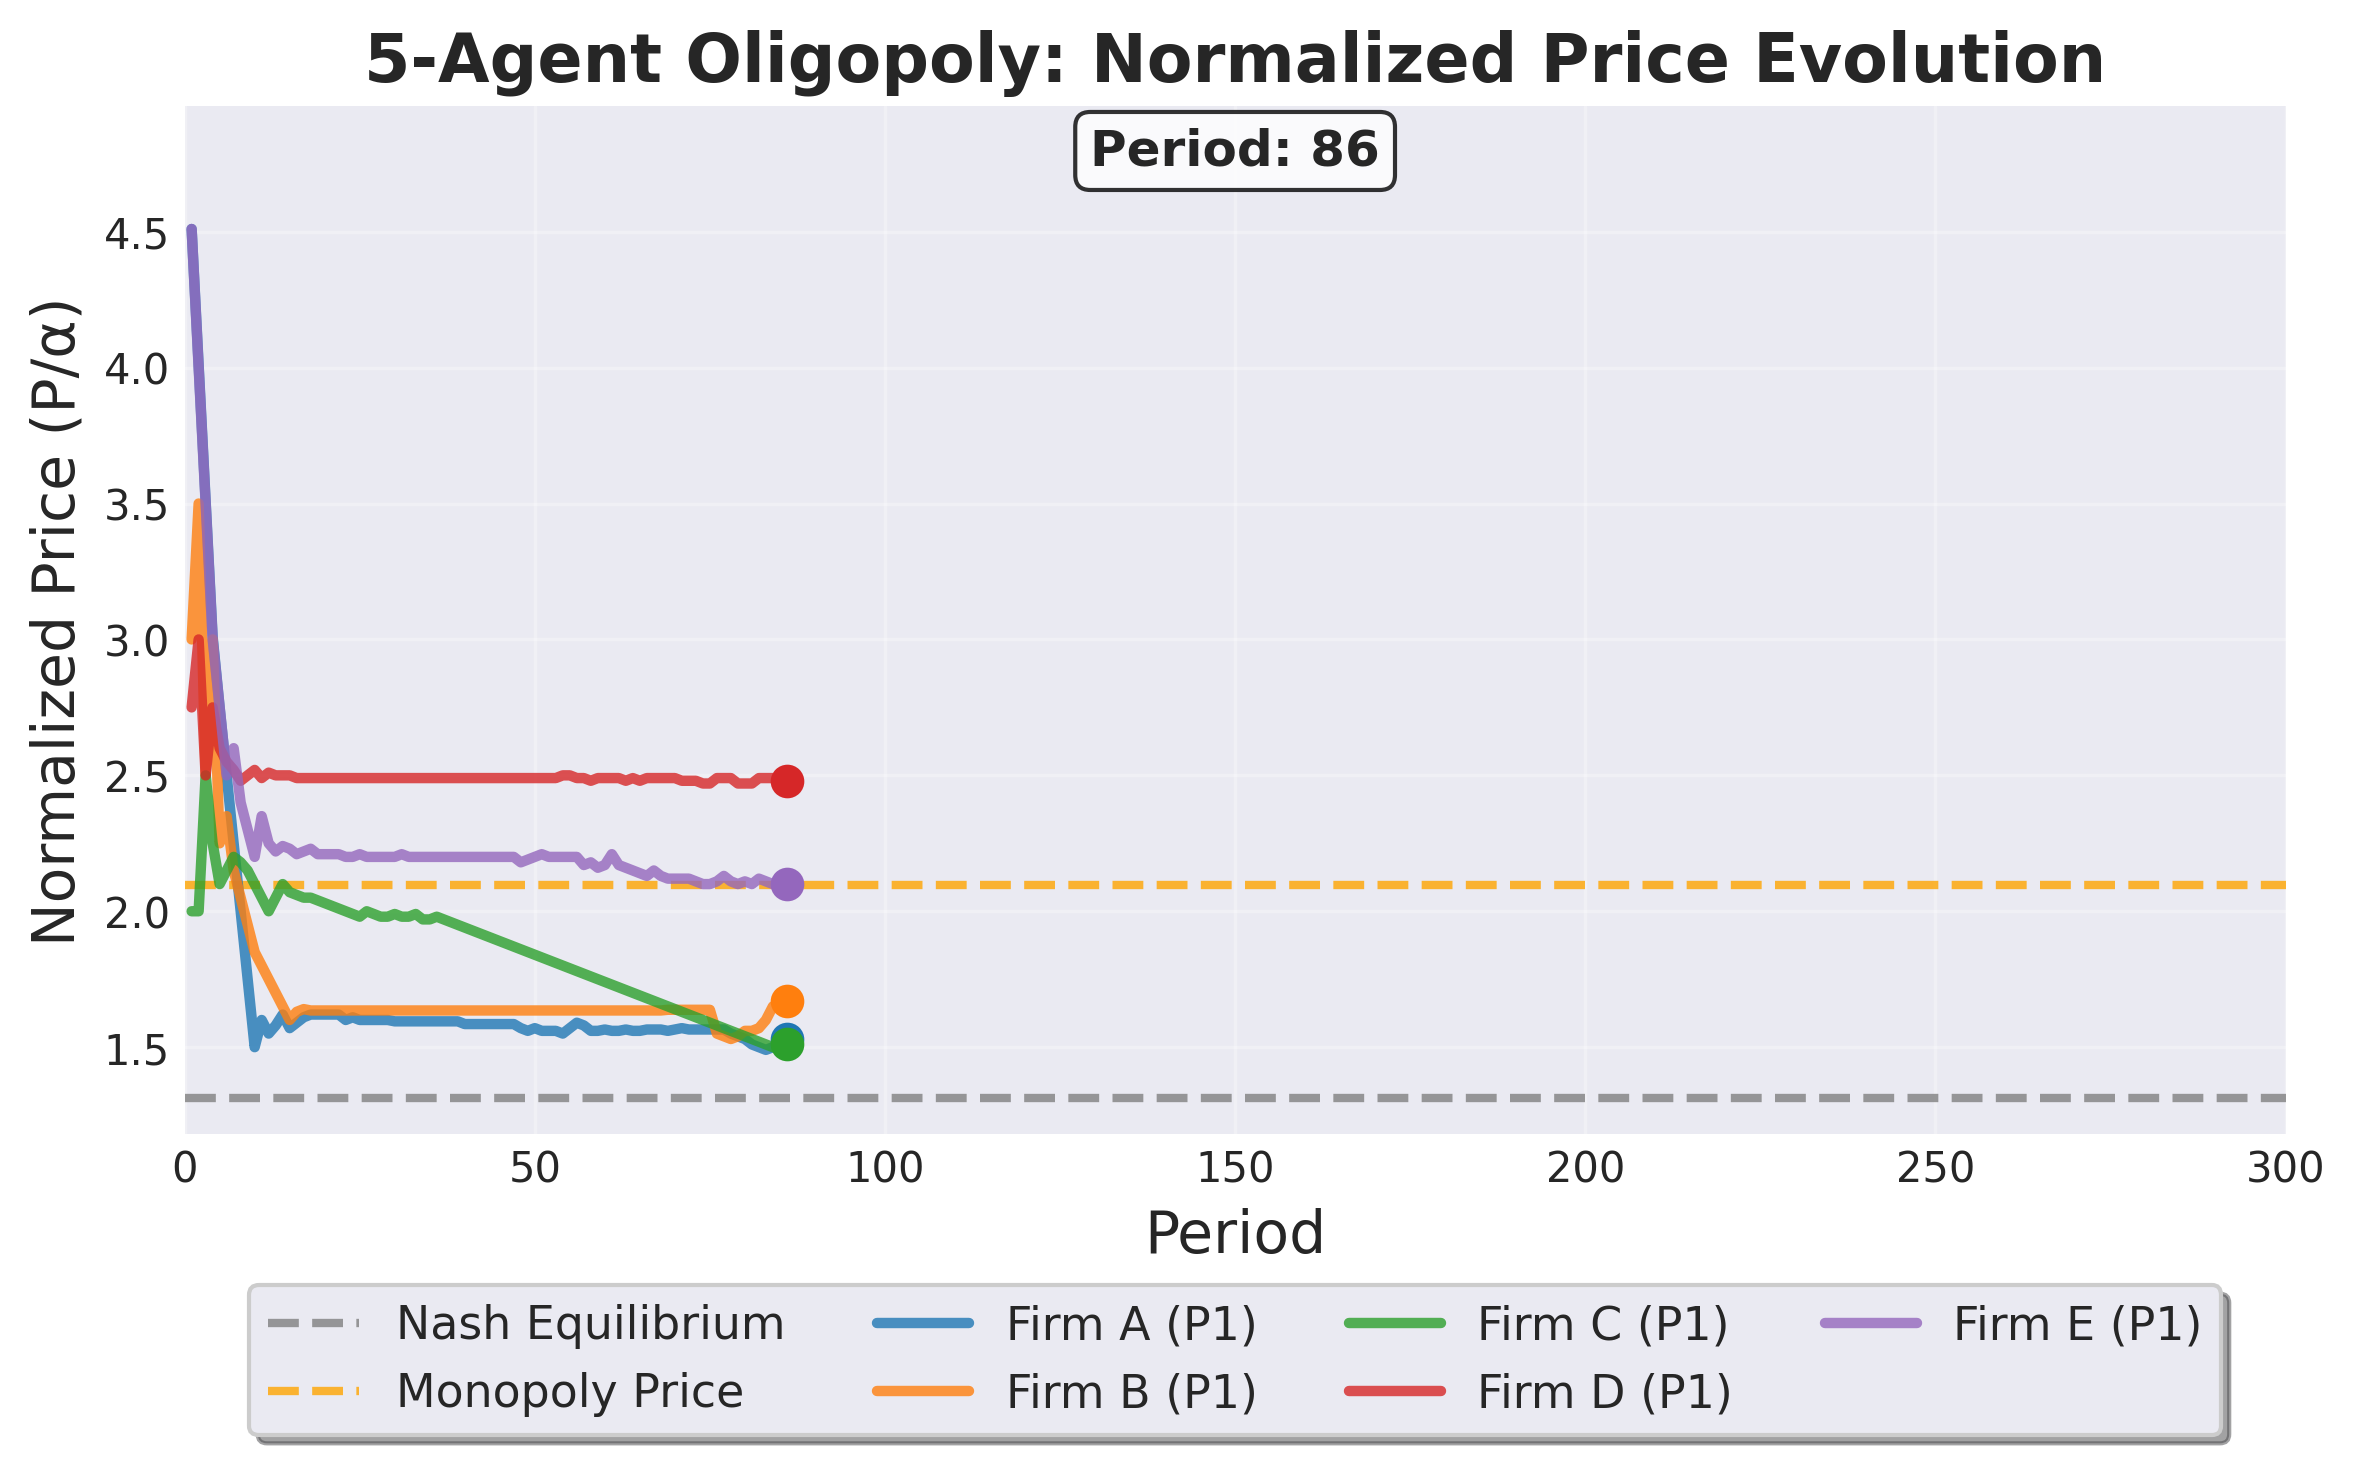 5-Agent Oligopoly: Normalized Price Evolution
Period: 86
Normalized Price (P/α)
4.5
4.0
3.5
3.0
2.5
2.0
1.5
0 50 100 150 200 250 300
Period
Nash Equilibrium Firm A (P1) Firm C (P1) Firm E (P1)
Monopoly Price Firm B (P1) Firm D (P1)